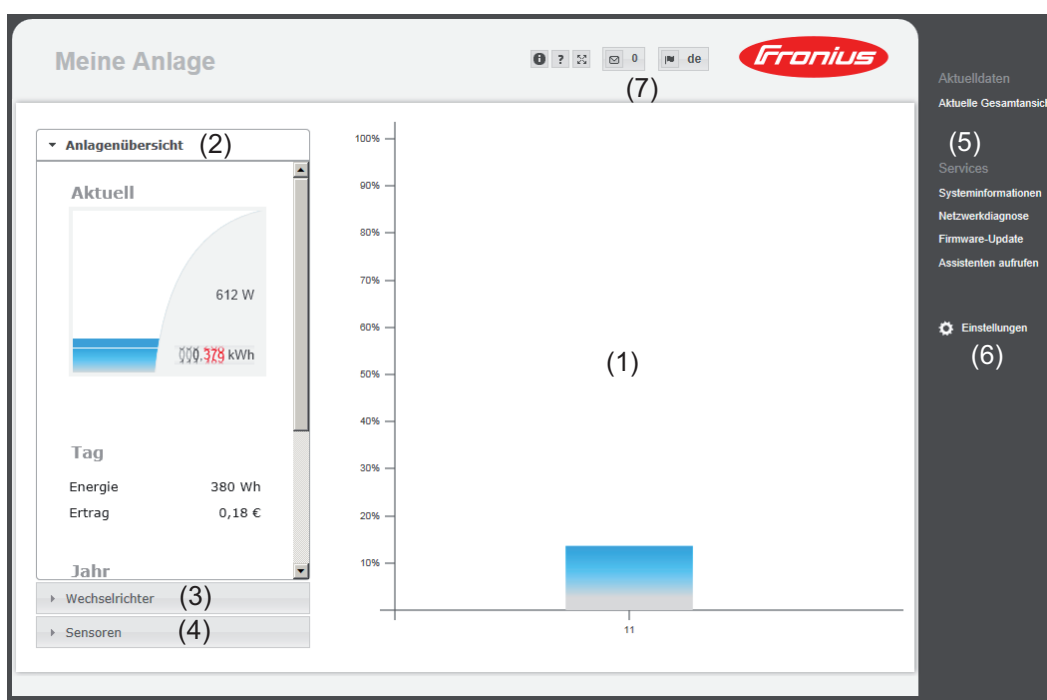 Meine Anlage
0
de
Fronius
(7)
Anlagenübersicht (2)
Aktuell
612 W
000.379 kWh
Tag
Energie 380 Wh
Ertrag 0,18 €
Jahr
Wechselrichter (3)
Sensoren (4)
100%
90%
80%
70%
60%
50%
40%
30%
20%
10%
(1)
11
Aktuelldaten
Aktuelle Gesamtansich
(5)
Services
Systeminformationen
Netzwerkdiagnose
Firmware-Update
Assistenten aufrufen
Einstellungen
(6)